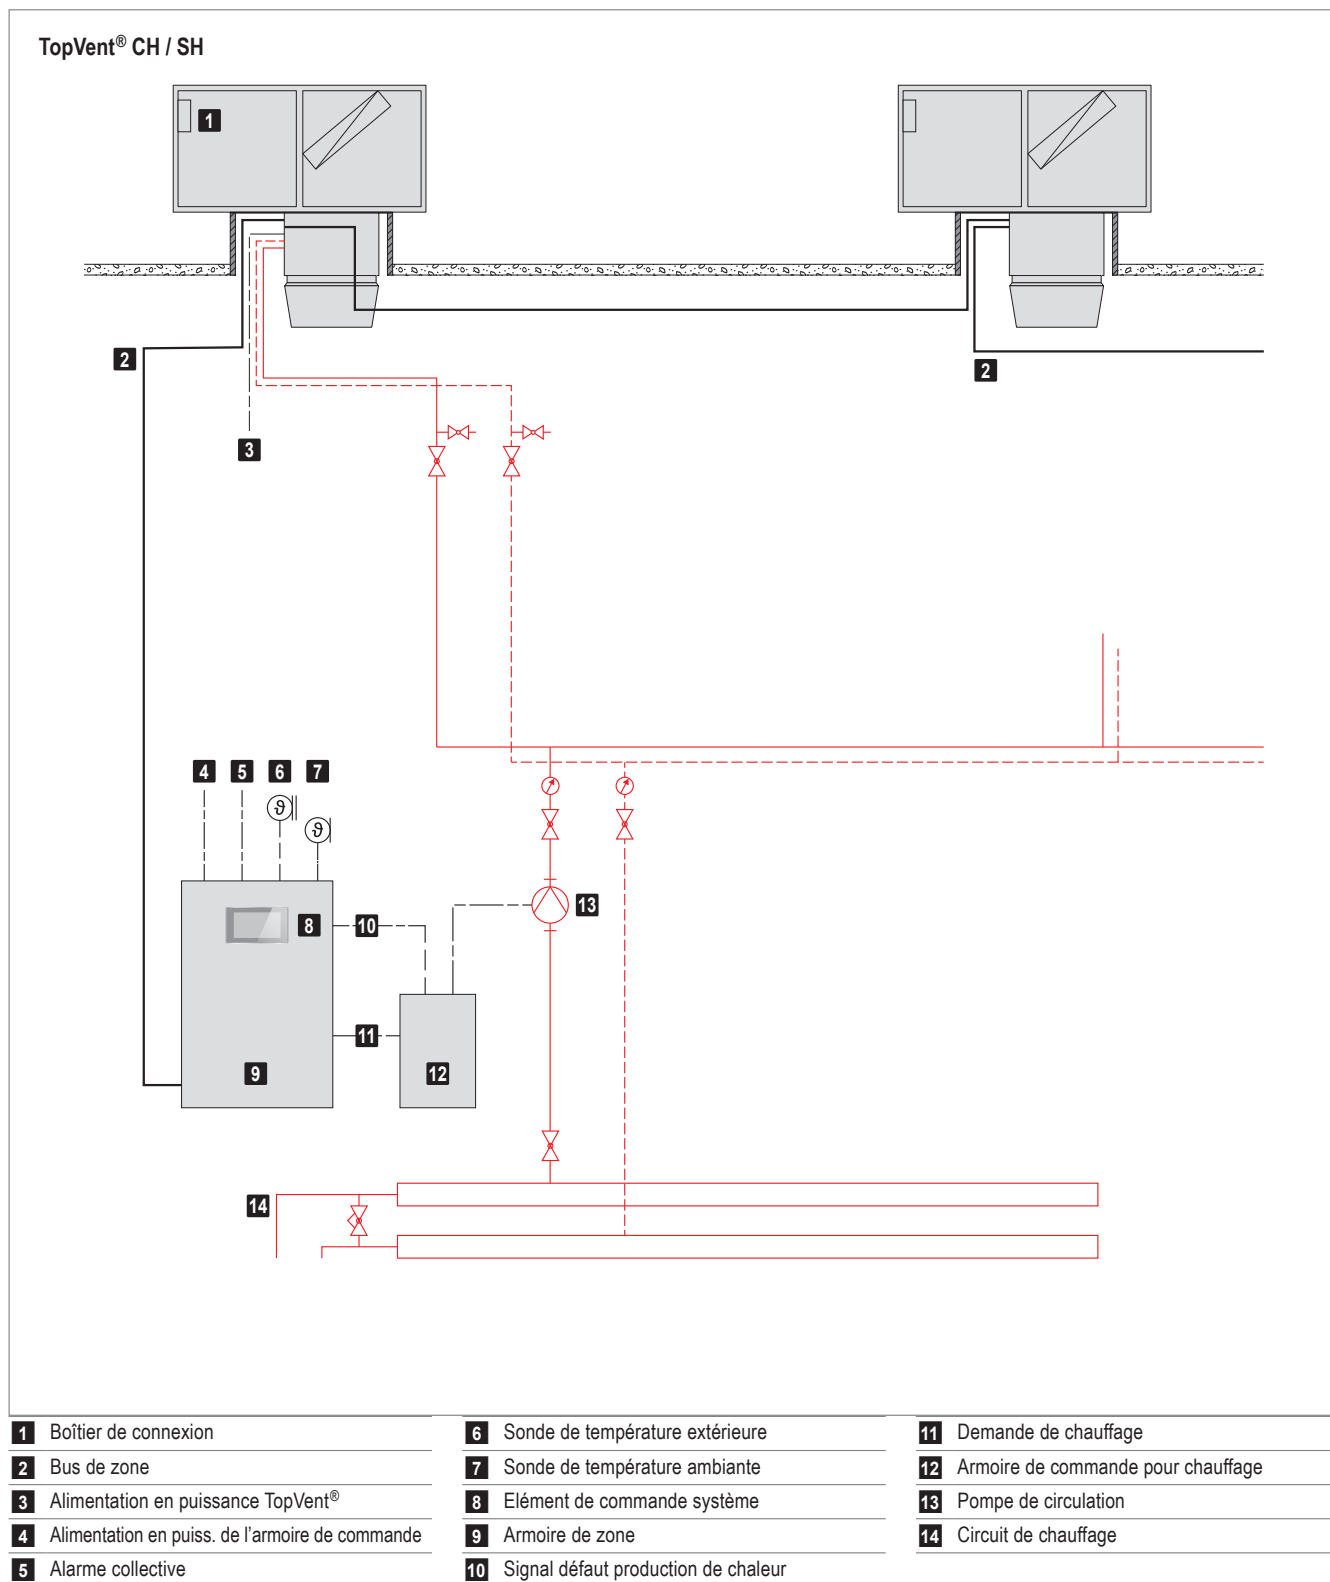 TopVent® CH / SH
1
2
2
3
4 5 6 7
ϑ
ϑ
8
10
13
11
9
12
14
1 Boîtier de connexion
2 Bus de zone
3 Alimentation en puissance TopVent®
4 Alimentation en puiss. de l’armoire de commande
5 Alarme collective
6 Sonde de température extérieure
7 Sonde de température ambiante
8 Elément de commande système
9 Armoire de zone
10 Signal défaut production de chaleur
11 Demande de chauffage
12 Armoire de commande pour chauffage
13 Pompe de circulation
14 Circuit de chauffage